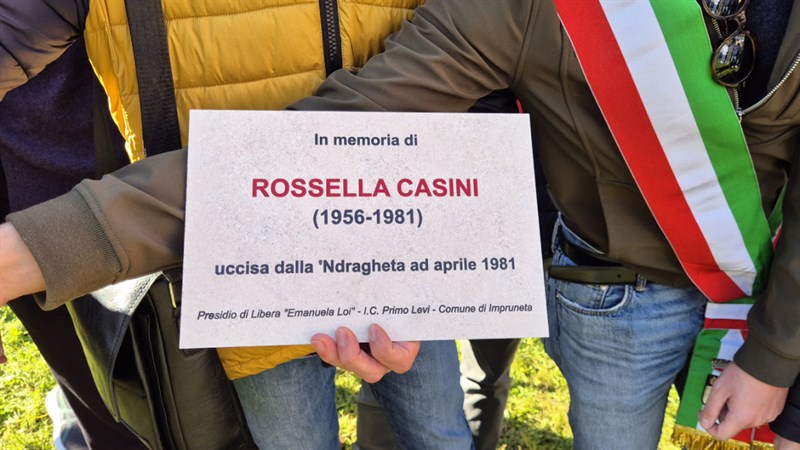 In memoria di
ROSSELLA CASINI
(1956-1981)
uccisa dalla 'Ndragheta ad aprile 1981
Presidio di Libera "Emanuela Loi" - I.C. Primo Levi - Comune di Impruneta